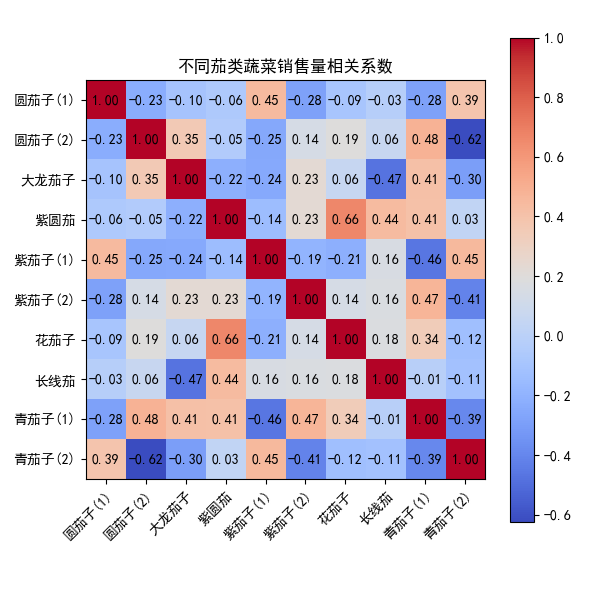 不同茄类蔬菜销售量相关系数
圆茄子(1) 1.00 −0.23 −0.10 −0.06 0.45 −0.28 −0.09 −0.03 −0.28 0.39
圆茄子(2) −0.23 1.00 0.35 −0.05 −0.25 0.14 0.19 0.06 0.48 −0.62
大龙茄子 −0.10 0.35 1.00 −0.22 −0.24 0.23 0.06 −0.47 0.41 −0.30
紫圆茄 −0.06 −0.05 −0.22 1.00 −0.14 0.23 0.66 0.44 0.41 0.03
紫茄子(1) 0.45 −0.25 −0.24 −0.14 1.00 −0.19 −0.21 0.16 −0.46 0.45
紫茄子(2) −0.28 0.14 0.23 0.23 −0.19 1.00 0.14 0.16 0.47 −0.41
花茄子 −0.09 0.19 0.06 0.66 −0.21 0.14 1.00 0.18 0.34 −0.12
长线茄 −0.03 0.06 −0.47 0.44 0.16 0.16 0.18 1.00 −0.01 −0.11
青茄子(1) −0.28 0.48 0.41 0.41 −0.46 0.47 0.34 −0.01 1.00 −0.39
青茄子(2) 0.39 −0.62 −0.30 0.03 0.45 −0.41 −0.12 −0.11 −0.39 1.00
圆茄子(1) 圆茄子(2) 大龙茄子 紫圆茄 紫茄子(1) 紫茄子(2) 花茄子 长线茄 青茄子(1) 青茄子(2)
1.0
0.8
0.6
0.4
0.2
0.0
−0.2
−0.4
−0.6